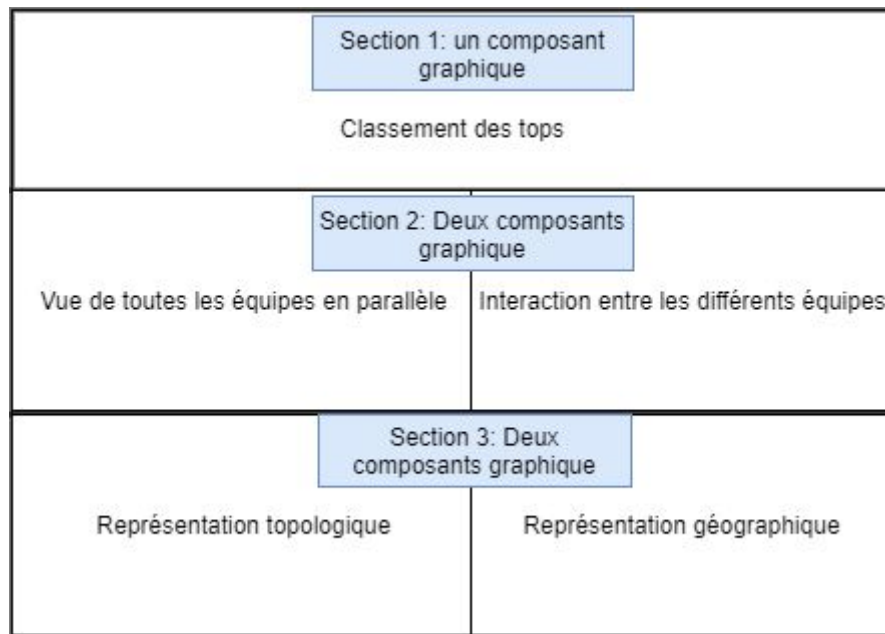 Section 1: un composant
graphique
Classement des tops
Section 2: Deux composants
graphique
Vue de toutes les équipes en parallèle
Interaction entre les différents équipes
Section 3: Deux
composants graphique
Représentation topologique
Représentation géographique